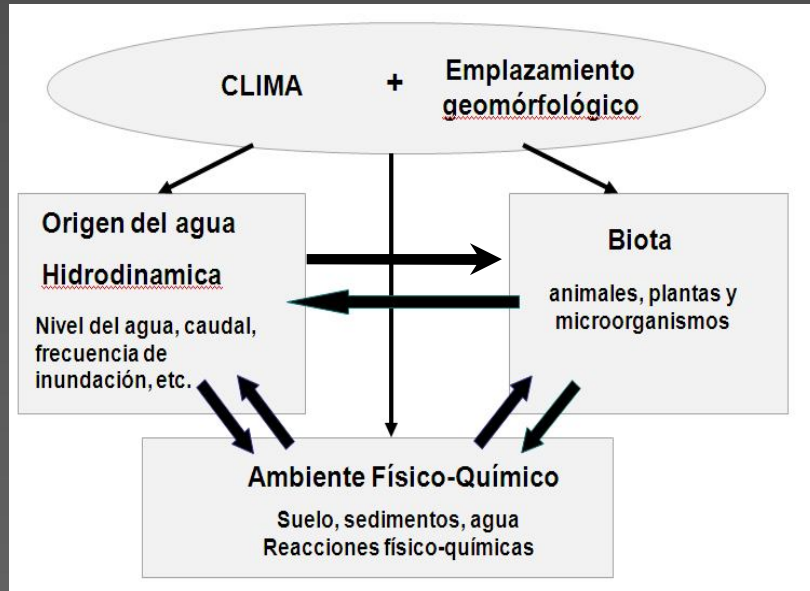 CLIMA + Emplazamiento
geomórfológico
Origen del agua
Hidrodinamica
Nivel del agua, caudal,
frecuencia de
inundación, etc.
Biota
animales, plantas y
microorganismos
Ambiente Físico-Químico
Suelo, sedimentos, agua
Reacciones físico-químicas